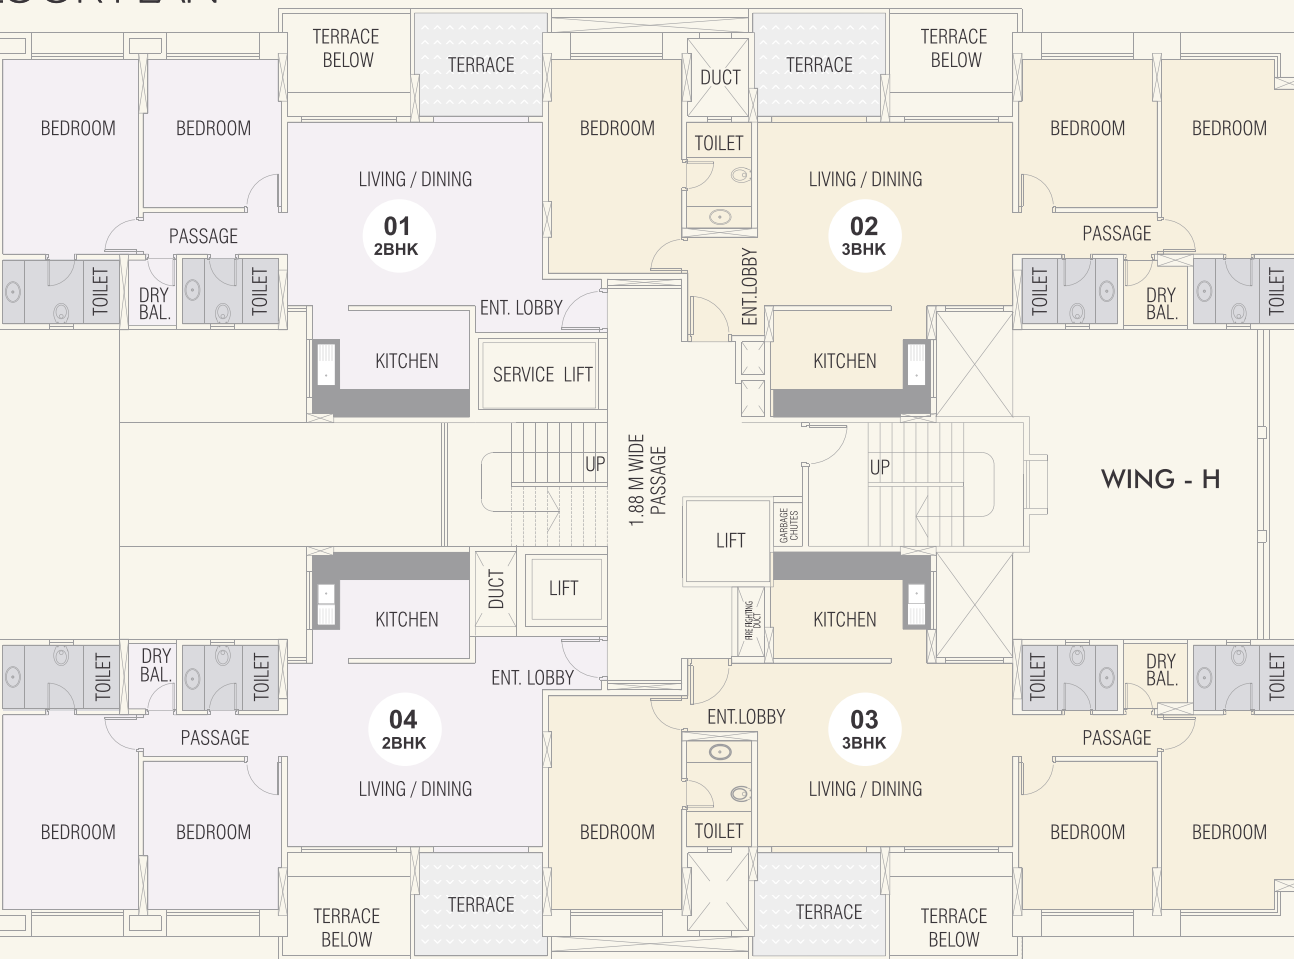 TERRACE
BELOW
TERRACE
DUCT
TERRACE
TERRACE
BELOW
BEDROOM
BEDROOM
BEDROOM
TOILET
BEDROOM
BEDROOM
LIVING / DINING
LIVING / DINING
01
2BHK
02
3BHK
PASSAGE
PASSAGE
TOILET
DRY
BAL.
TOILET
ENT. LOBBY
ENT.LOBBY
TOILET
DRY
BAL.
TOILET
KITCHEN
SERVICE LIFT
KITCHEN
UP
1.88 M WIDE
PASSAGE
UP
WING - H
LIFT
GARBAGE
CHUTES
DUCT
LIFT
FIRE FIGHTING
DUCT
KITCHEN
KITCHEN
TOILET
DRY
BAL.
TOILET
ENT. LOBBY
TOILET
DRY
BAL.
TOILET
04
2BHK
ENT.LOBBY
03
3BHK
PASSAGE
PASSAGE
LIVING / DINING
LIVING / DINING
BEDROOM
BEDROOM
BEDROOM
TOILET
BEDROOM
BEDROOM
TERRACE
BELOW
TERRACE
TERRACE
TERRACE
BELOW